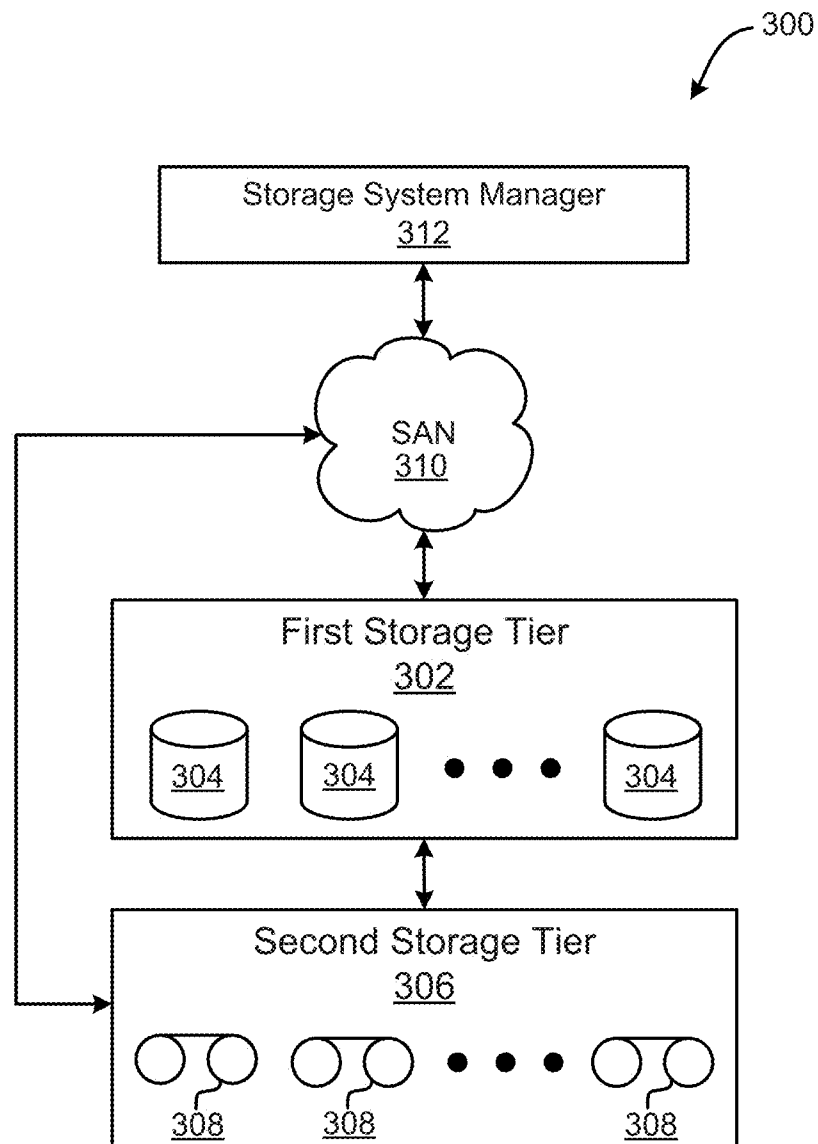 300
Storage System Manager
312
SAN
310
First Storage Tier
302
304 304 304
Second Storage Tier
306
308 308 308